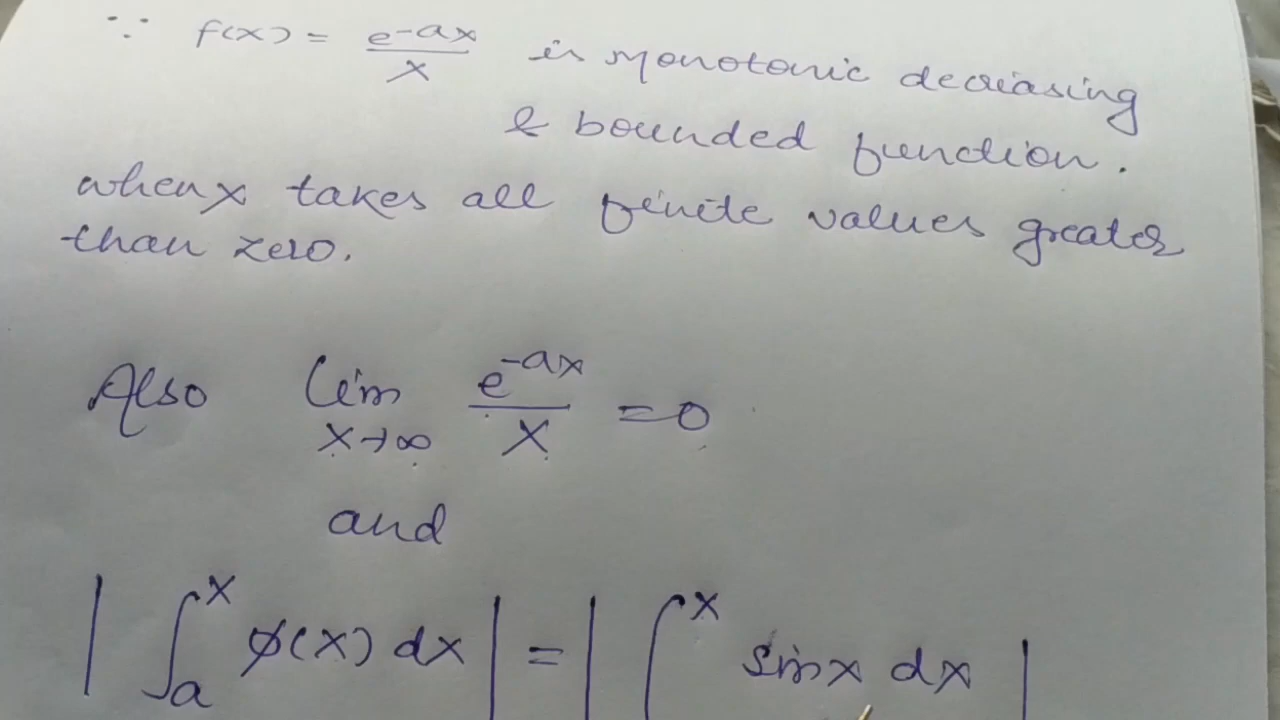 ∵ f(x) = e^{-ax}/x is monotonic decreasing
& bounded function.
when x takes all finite values greater
than zero.
Also lim_{x→∞} e^{-ax}/x = 0
and
|∫_a^x φ(x) dx| = |∫^x sinx dx|